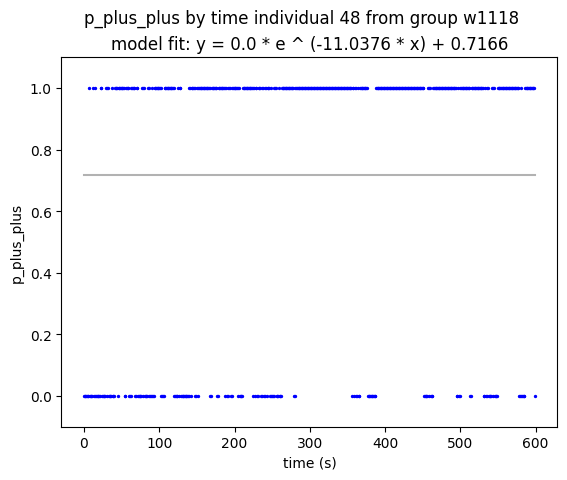 p_plus_plus by time individual 48 from group w1118
model fit: y = 0.0 * e ^ (-11.0376 * x) + 0.7166
1.0
0.8
0.6
0.4
0.2
0.0
p_plus_plus
0 100 200 300 400 500 600
time (s)